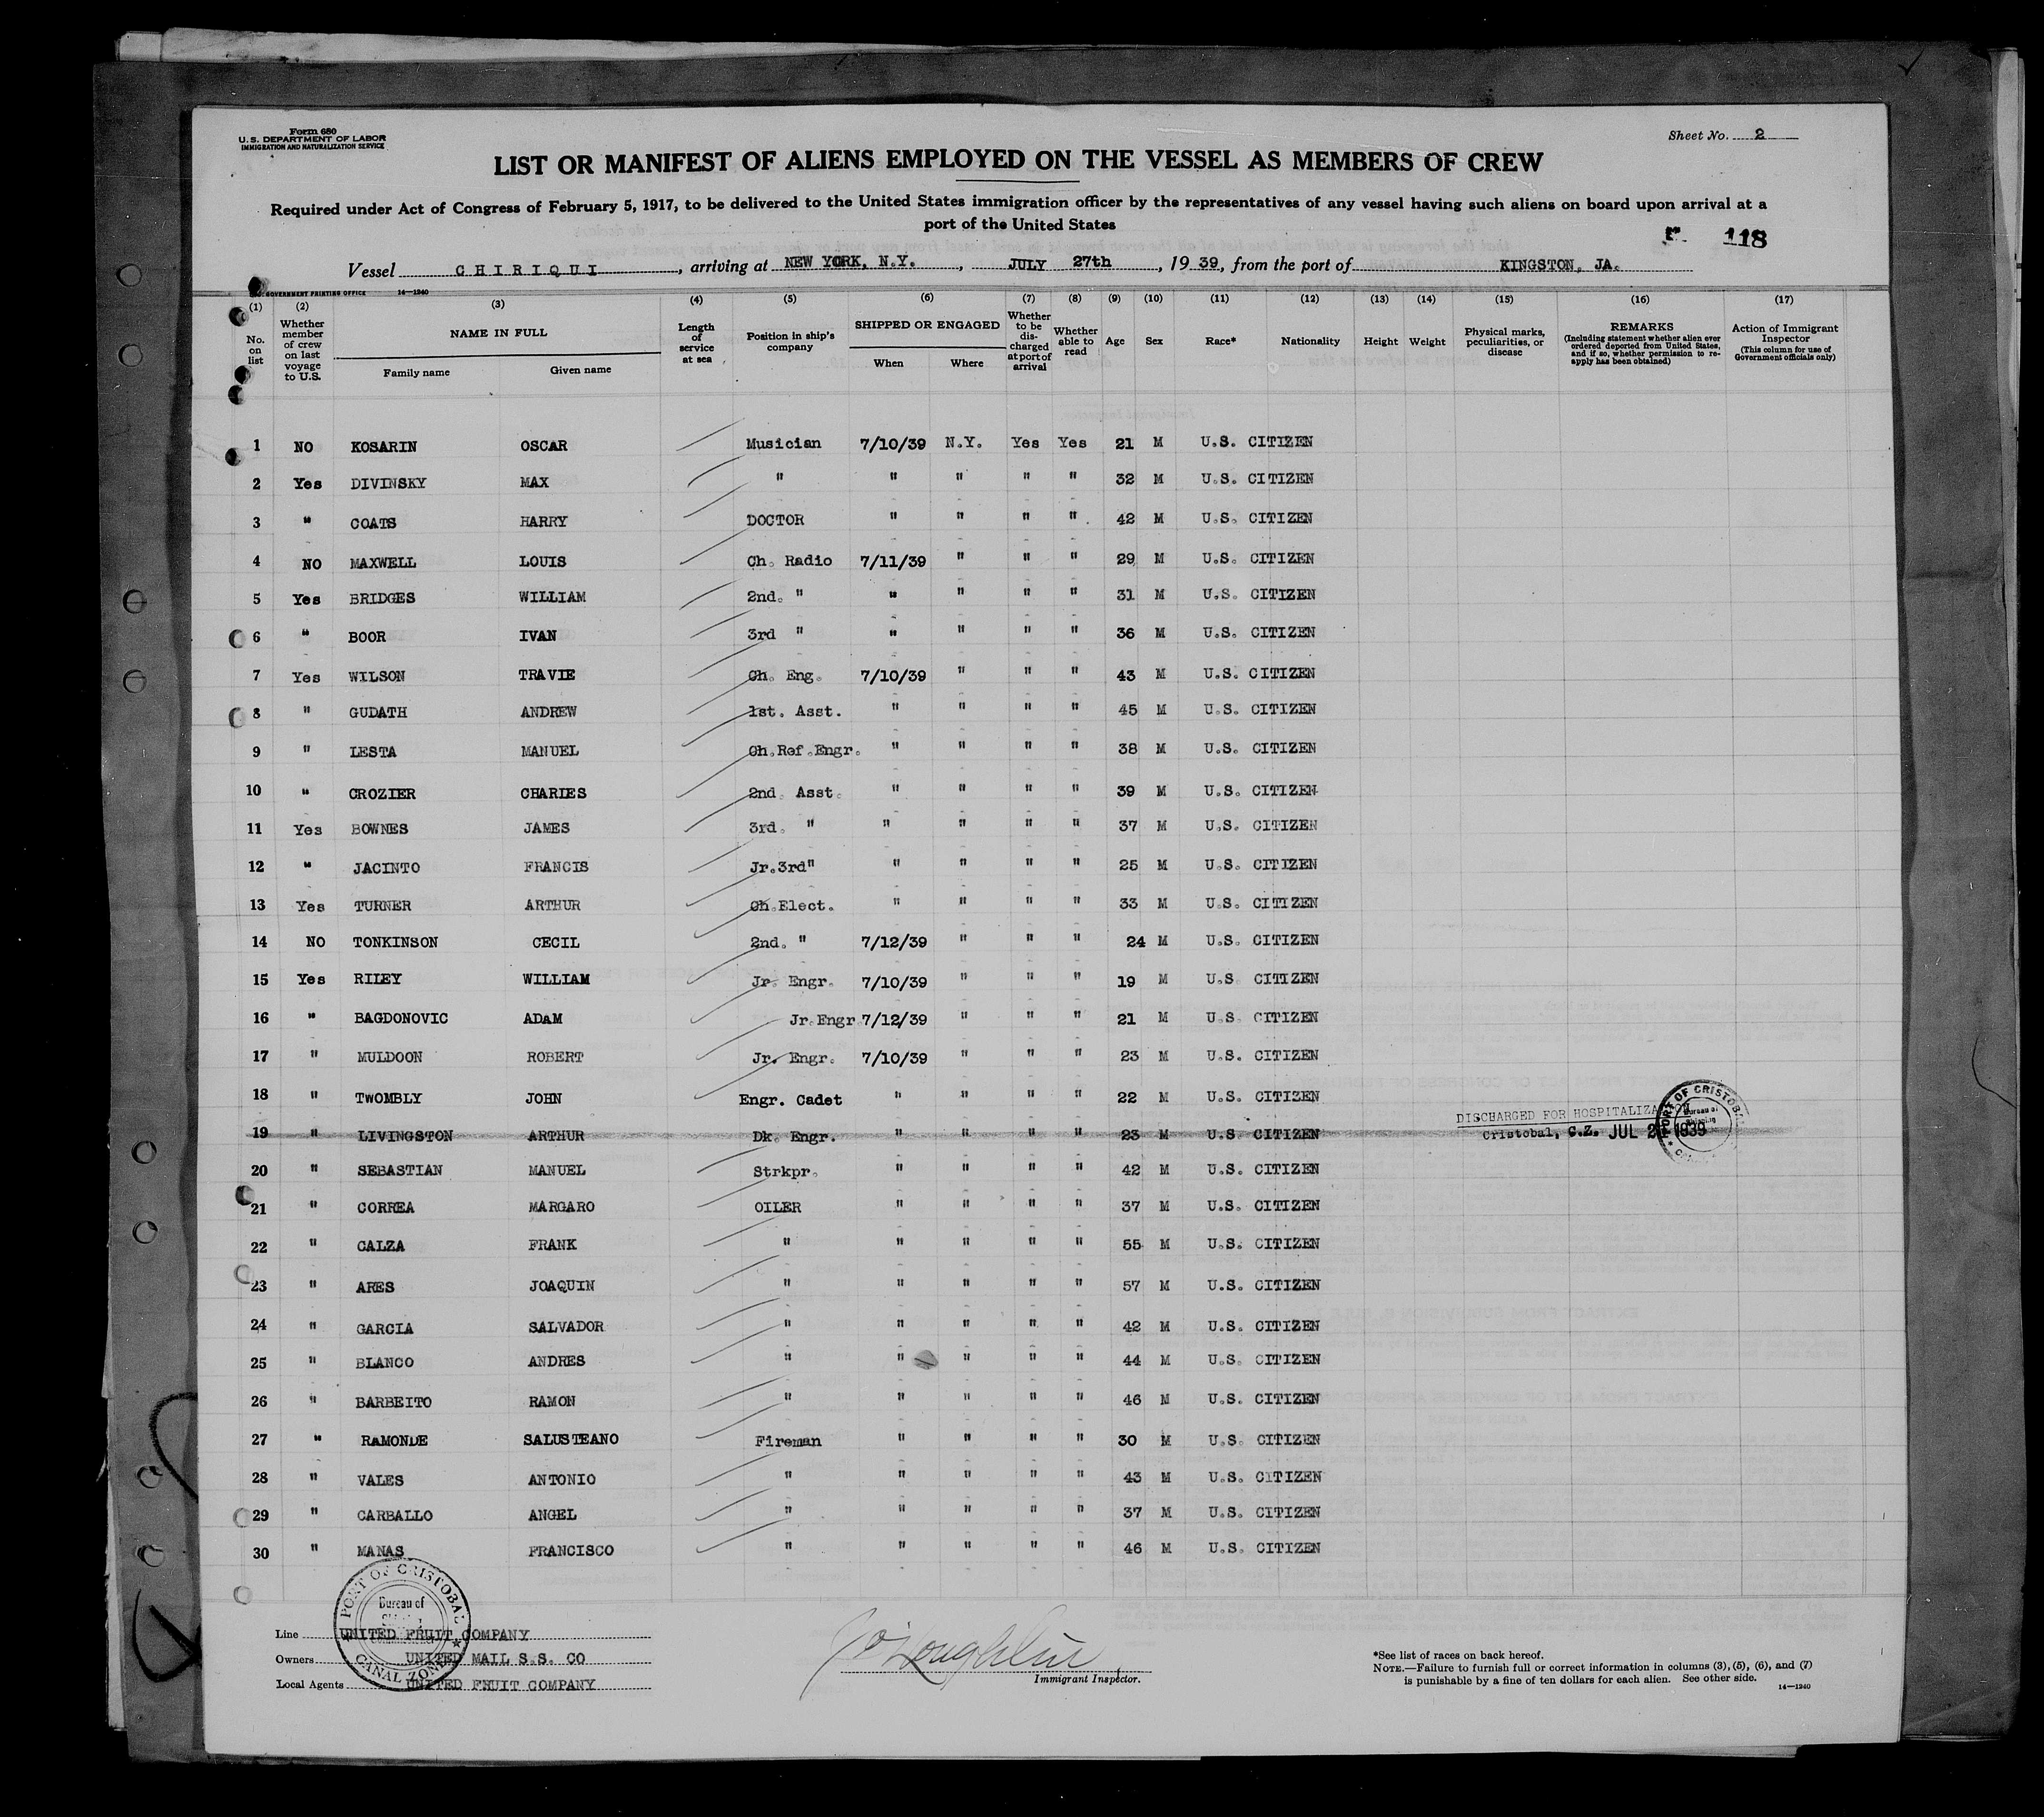 Form 680
U. S. DEPARTMENT OF LABOR
IMMIGRATION AND NATURALIZATION SERVICE
Sheet No. 2
LIST OR MANIFEST OF ALIENS EMPLOYED ON THE VESSEL AS MEMBERS OF CREW
Required under Act of Congress of February 5, 1917, to be delivered to the United States immigration officer by the representatives of any vessel having such aliens on board upon arrival at a
port of the United States
118
Vessel CHIRIQUI, arriving at NEW YORK, N.Y., JULY 27th, 1939, from the port of KINGSTON, JA.
GOVERNMENT PRINTING OFFICE 14—1940
(1) (2) (3) (4) (5) (6) (7) (8) (9) (10) (11) (12) (13) (14) (15) (16) (17)
No. on list
Whether member of crew on last voyage to U.S.
NAME IN FULL
Family name Given name
Length of service at sea
Position in ship's company
SHIPPED OR ENGAGED
When Where
Whether to be discharged at port of arrival
Whether able to read
Age
Sex
Race*
Nationality
Height
Weight
Physical marks, peculiarities, or disease
REMARKS
(Including statement whether alien ever ordered deported from United States, and if so, whether permission to reapply has been obtained)
Action of Immigrant Inspector
(This column for use of Government officials only)
1 NO KOSARIN OSCAR Musician 7/10/39 N.Y. Yes Yes 21 M U.S. CITIZEN
2 Yes DIVINSKY MAX " " " " " 32 M U.S. CITIZEN
3 " COATS HARRY DOCTOR " " " " 42 M U.S. CITIZEN
4 NO MAXWELL LOUIS Ch. Radio 7/11/39 " " " 29 M U.S. CITIZEN
5 Yes BRIDGES WILLIAM 2nd. " " " " " 31 M U.S. CITIZEN
6 " BOOR IVAN 3rd " " " " " 36 M U.S. CITIZEN
7 Yes WILSON TRAVIE Ch. Eng. 7/10/39 " " " 43 M U.S. CITIZEN
8 " GUDATH ANDREW 1st. Asst. " " " " 45 M U.S. CITIZEN
9 " LESTA MANUEL Ch.Ref.Engr. " " " " 38 M U.S. CITIZEN
10 " CROZIER CHARIES 2nd. Asst. " " " " 39 M U.S. CITIZEN
11 Yes BOWNES JAMES 3rd. " " " " " 37 M U.S. CITIZEN
12 " JACINTO FRANCIS Jr.3rd" " " " " 25 M U.S. CITIZEN
13 Yes TURNER ARTHUR Ch.Elect. " " " " 33 M U.S. CITIZEN
14 NO TONKINSON CECIL 2nd. " 7/12/39 " " " 24 M U.S. CITIZEN
15 Yes RILEY WILLIAM Jr. Engr. 7/10/39 " " " 19 M U.S CITIZEN
16 " BAGDONOVIC ADAM Jr.Engr 7/12/39 " " " 21 M U.S. CITIZEN
17 " MULDOON ROBERT Jr. Engr. 7/10/39 " " " 23 M U.S. CITIZEN
18 " TWOMBLY JOHN Engr. Cadet " " " " 22 M U.S. CITIZEN
DISCHARGED FOR HOSPITALIZA
19 " LIVINGSTON ARTHUR Dk. Engr. " " " " 23 M U.S CITIZEN Cristobal, C.Z. JUL 2 1939
PORT OF CRISTOBAL Bureau of
20 " SEBASTIAN MANUEL Strkpr. " " " " 42 M U.S. CITIZEN
21 " CORREA MARGARO OILER " " " " 37 M U.S. CITIZEN
22 " CALZA FRANK " " " " " 55 M U.S. CITIZEN
23 " ARES JOAQUIN " " " " " 57 M U.S. CITIZEN
24 " GARCIA SALVADOR " " " " " 42 M U.S. CITIZEN
25 " BLANCO ANDRES " " " " " 44 M U.S. CITIZEN
26 " BARBEITO RAMON " " " " " 46 M U.S. CITIZEN
27 " RAMONDE SALUSTEANO Fireman " " " " 30 M U.S. CITIZEN
28 " VALES ANTONIO " " " " " 43 M U.S. CITIZEN
29 " CARBALLO ANGEL " " " " " 37 M U.S. CITIZEN
30 " MANAS FRANCISCO " " " " " 46 M U.S. CITIZEN
PORT OF CRISTOBAL Bureau of CANAL ZONE
Line UNITED FRUIT COMPANY
Owners UNITED MAIL S.S. CO
Local Agents UNITED FRUIT COMPANY
Immigrant Inspector.
*See list of races on back hereof.
NOTE.—Failure to furnish full or correct information in columns (3), (5), (6), and (7)
is punishable by a fine of ten dollars for each alien. See other side.
14—1940